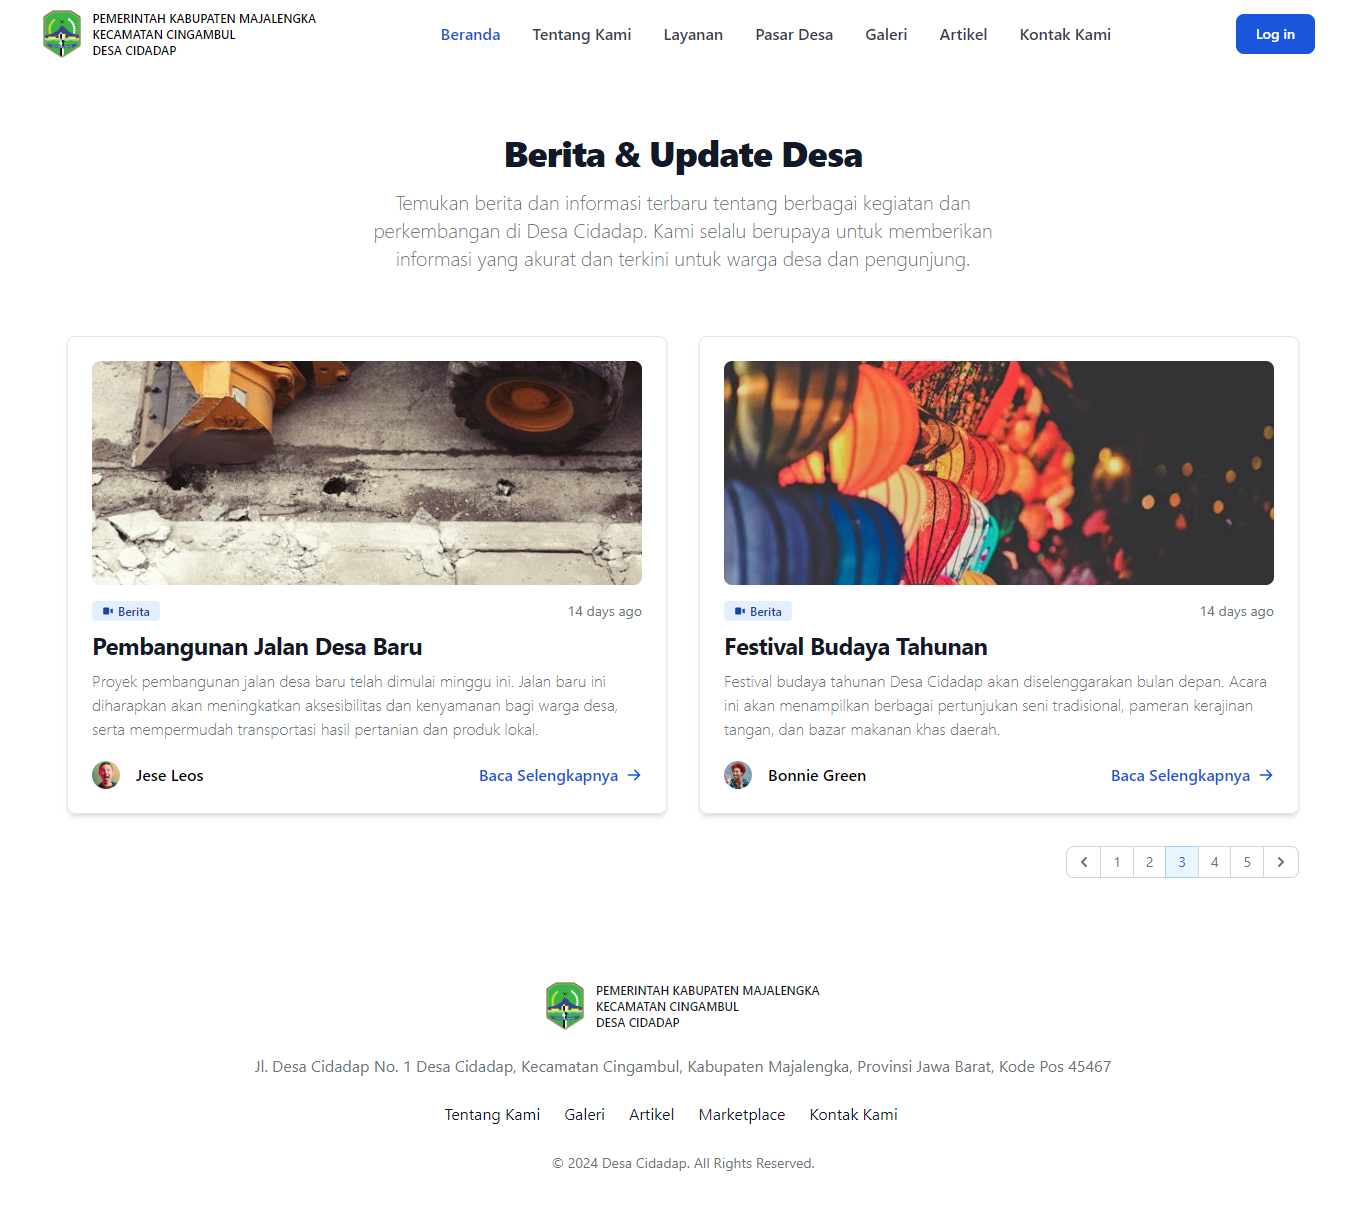 PEMERINTAH KABUPATEN MAJALENGKA
KECAMATAN CINGAMBUL
DESA CIDADAP
Beranda Tentang Kami Layanan Pasar Desa Galeri Artikel Kontak Kami
Log in
Berita & Update Desa
Temukan berita dan informasi terbaru tentang berbagai kegiatan dan
perkembangan di Desa Cidadap. Kami selalu berupaya untuk memberikan
informasi yang akurat dan terkini untuk warga desa dan pengunjung.
Berita 14 days ago
Pembangunan Jalan Desa Baru
Proyek pembangunan jalan desa baru telah dimulai minggu ini. Jalan baru ini
diharapkan akan meningkatkan aksesibilitas dan kenyamanan bagi warga desa,
serta mempermudah transportasi hasil pertanian dan produk lokal.
Jese Leos Baca Selengkapnya
Berita 14 days ago
Festival Budaya Tahunan
Festival budaya tahunan Desa Cidadap akan diselenggarakan bulan depan. Acara
ini akan menampilkan berbagai pertunjukan seni tradisional, pameran kerajinan
tangan, dan bazar makanan khas daerah.
Bonnie Green Baca Selengkapnya
1 2 3 4 5
PEMERINTAH KABUPATEN MAJALENGKA
KECAMATAN CINGAMBUL
DESA CIDADAP
Jl. Desa Cidadap No. 1 Desa Cidadap, Kecamatan Cingambul, Kabupaten Majalengka, Provinsi Jawa Barat, Kode Pos 45467
Tentang Kami Galeri Artikel Marketplace Kontak Kami
© 2024 Desa Cidadap. All Rights Reserved.